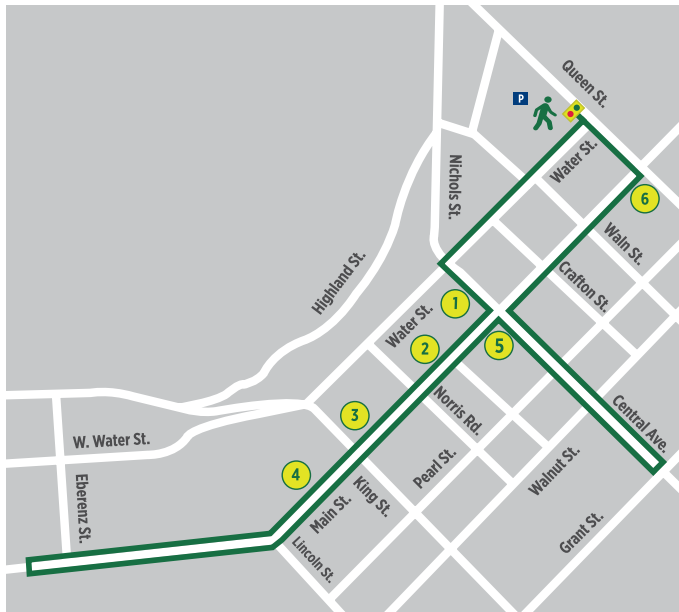 Queen St.
P
Water St.
6
Nichols St.
Waln St.
Highland St.
Crafton St.
1
Water St.
2
5
Central Ave.
3
Norris Rd.
W. Water St.
4
Pearl St.
Walnut St.
Eberenz St.
King St.
Main St.
Grant St.
Lincoln St.